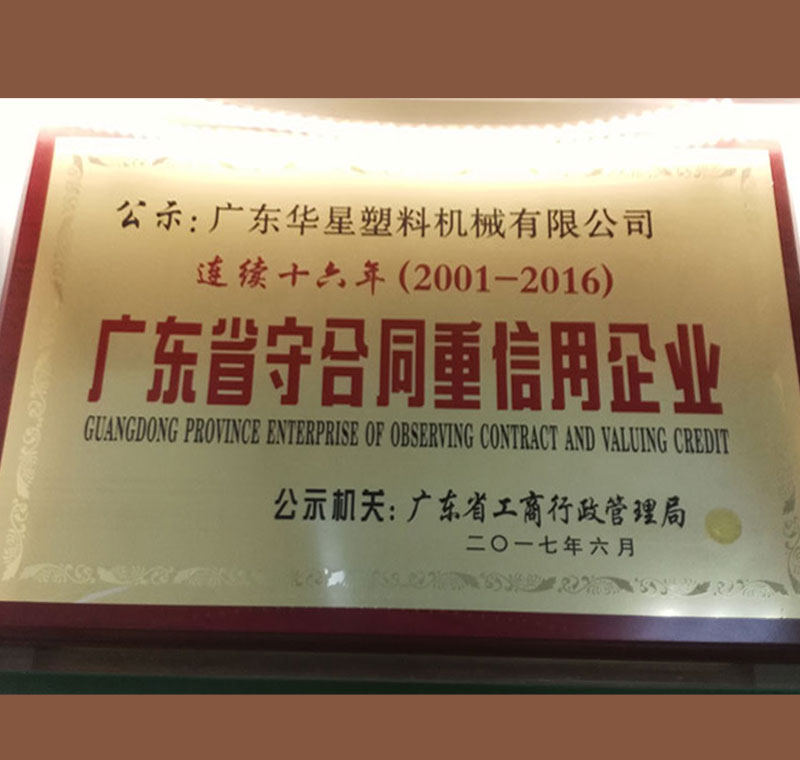 公示：广东华星塑料机械有限公司
连续十六年(2001-2016)
广东省守合同重信用企业
GUANGDONG PROVINCE ENTERPRISE OF OBSERVING CONTRACT AND VALUING CREDIT
公示机关：广东省工商行政管理局
二〇一七年六月